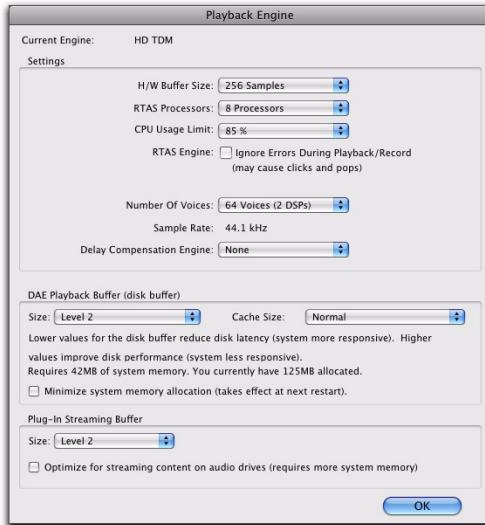 Playback Engine
Current Engine: HD TDM
Settings
H/W Buffer Size: 256 Samples
RTAS Processors: 8 Processors
CPU Usage Limit: 85 %
RTAS Engine: Ignore Errors During Playback/Record
(may cause clicks and pops)
Number Of Voices: 64 Voices (2 DSPs)
Sample Rate: 44.1 kHz
Delay Compensation Engine: None
DAE Playback Buffer (disk buffer)
Size: Level 2 Cache Size: Normal
Lower values for the disk buffer reduce disk latency (system more responsive). Higher
values improve disk performance (system less responsive).
Requires 42MB of system memory. You currently have 125MB allocated.
Minimize system memory allocation (takes effect at next restart).
Plug-In Streaming Buffer
Size: Level 2
Optimize for streaming content on audio drives (requires more system memory)
OK